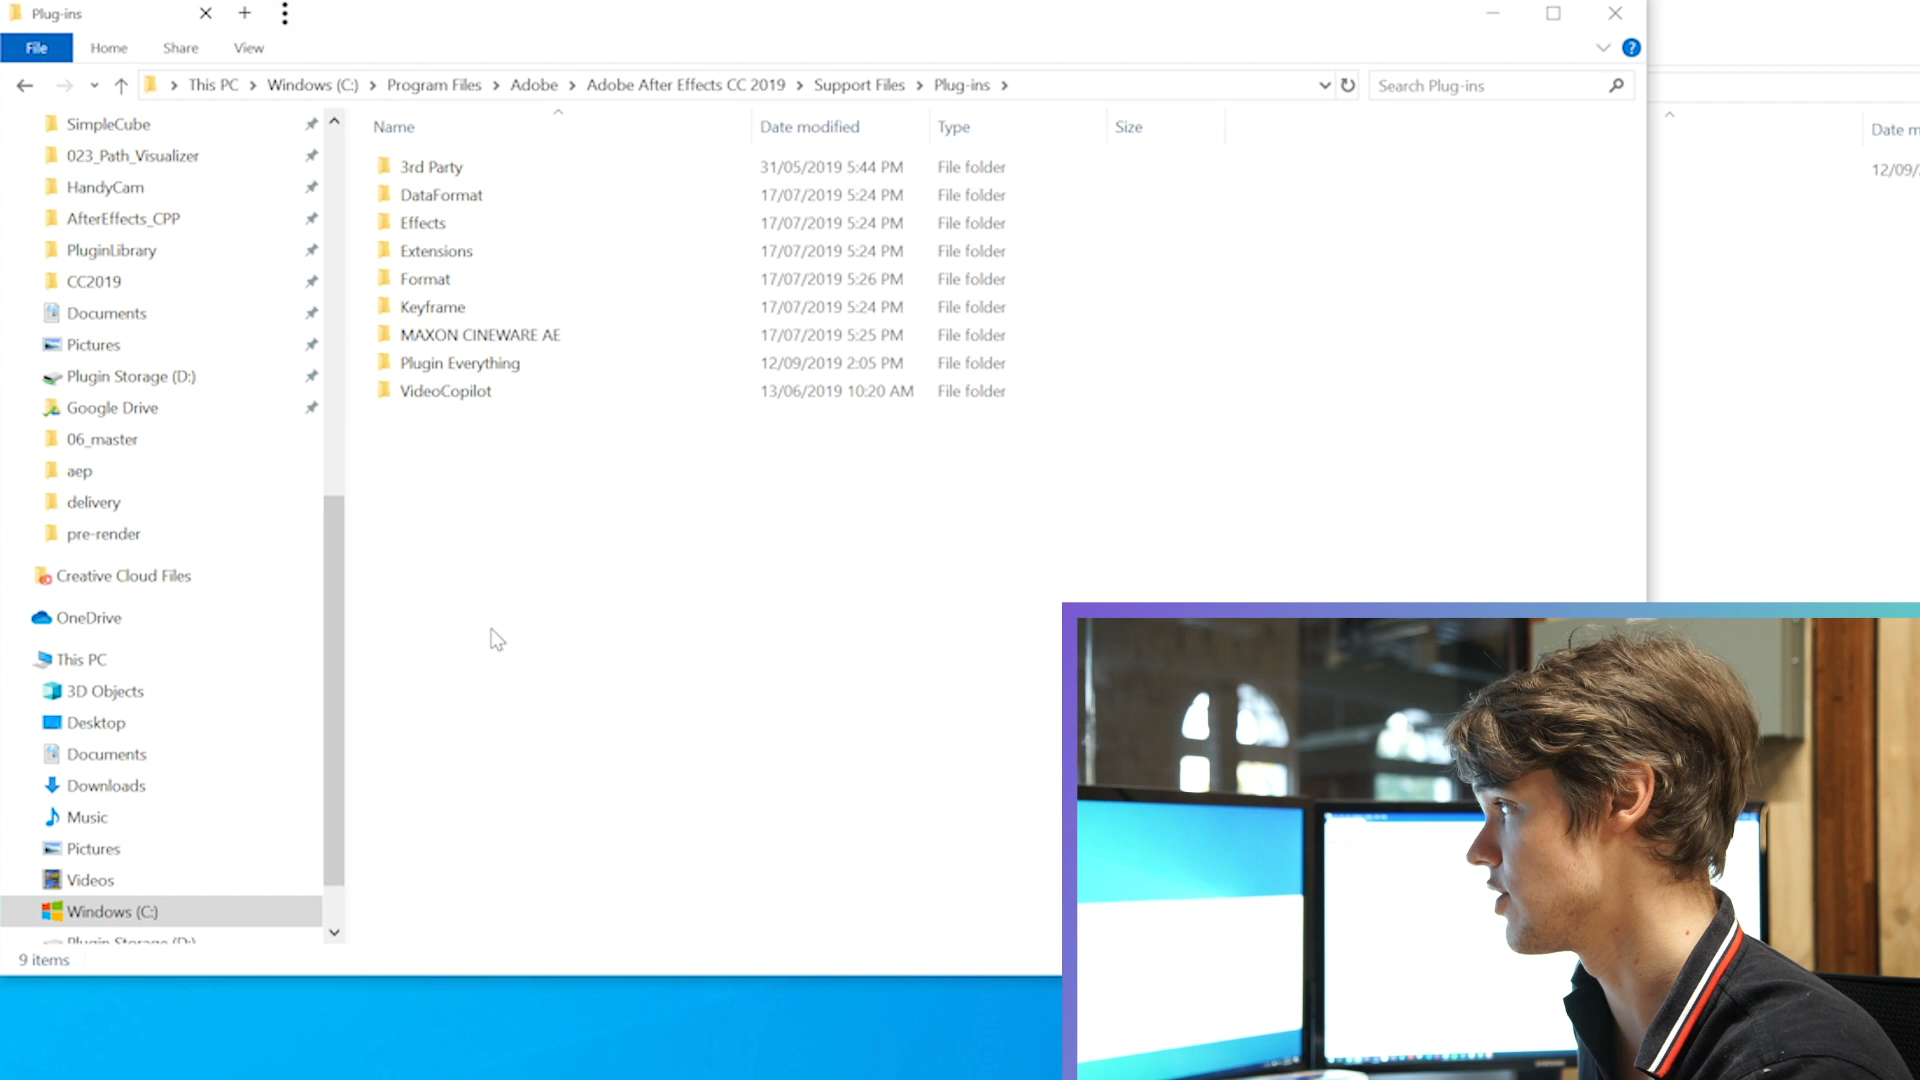 Plug-ins
File Home Share View
This PC Windows (C:) Program Files Adobe Adobe After Effects CC 2019 Support Files Plug-ins
Search Plug-ins
Name Date modified Type Size
Date m
12/09/
3rd Party 31/05/2019 5:44 PM File folder
DataFormat 17/07/2019 5:24 PM File folder
Effects 17/07/2019 5:24 PM File folder
Extensions 17/07/2019 5:24 PM File folder
Format 17/07/2019 5:26 PM File folder
Keyframe 17/07/2019 5:24 PM File folder
MAXON CINEWARE AE 17/07/2019 5:25 PM File folder
Plugin Everything 12/09/2019 2:05 PM File folder
VideoCopilot 13/06/2019 10:20 AM File folder
SimpleCube
023_Path_Visualizer
HandyCam
AfterEffects_CPP
PluginLibrary
CC2019
Documents
Pictures
Plugin Storage (D:)
Google Drive
06_master
aep
delivery
pre-render
Creative Cloud Files
OneDrive
This PC
3D Objects
Desktop
Documents
Downloads
Music
Pictures
Videos
Windows (C:)
Plugin Storage (D:)
9 items